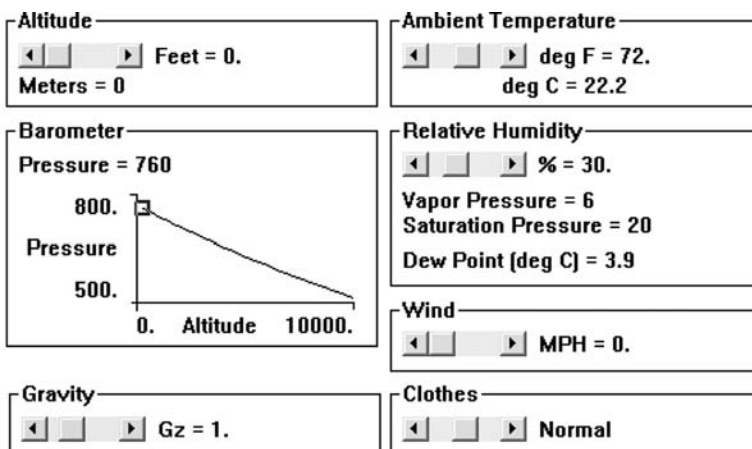 Altitude
Feet = 0.
Meters = 0
Barometer
Pressure = 760
800.
Pressure
500.
0. Altitude 10000.
Gravity
Gz = 1.
Ambient Temperature
deg F = 72.
deg C = 22.2
Relative Humidity
% = 30.
Vapor Pressure = 6
Saturation Pressure = 20
Dew Point (deg C) = 3.9
Wind
MPH = 0.
Clothes
Normal